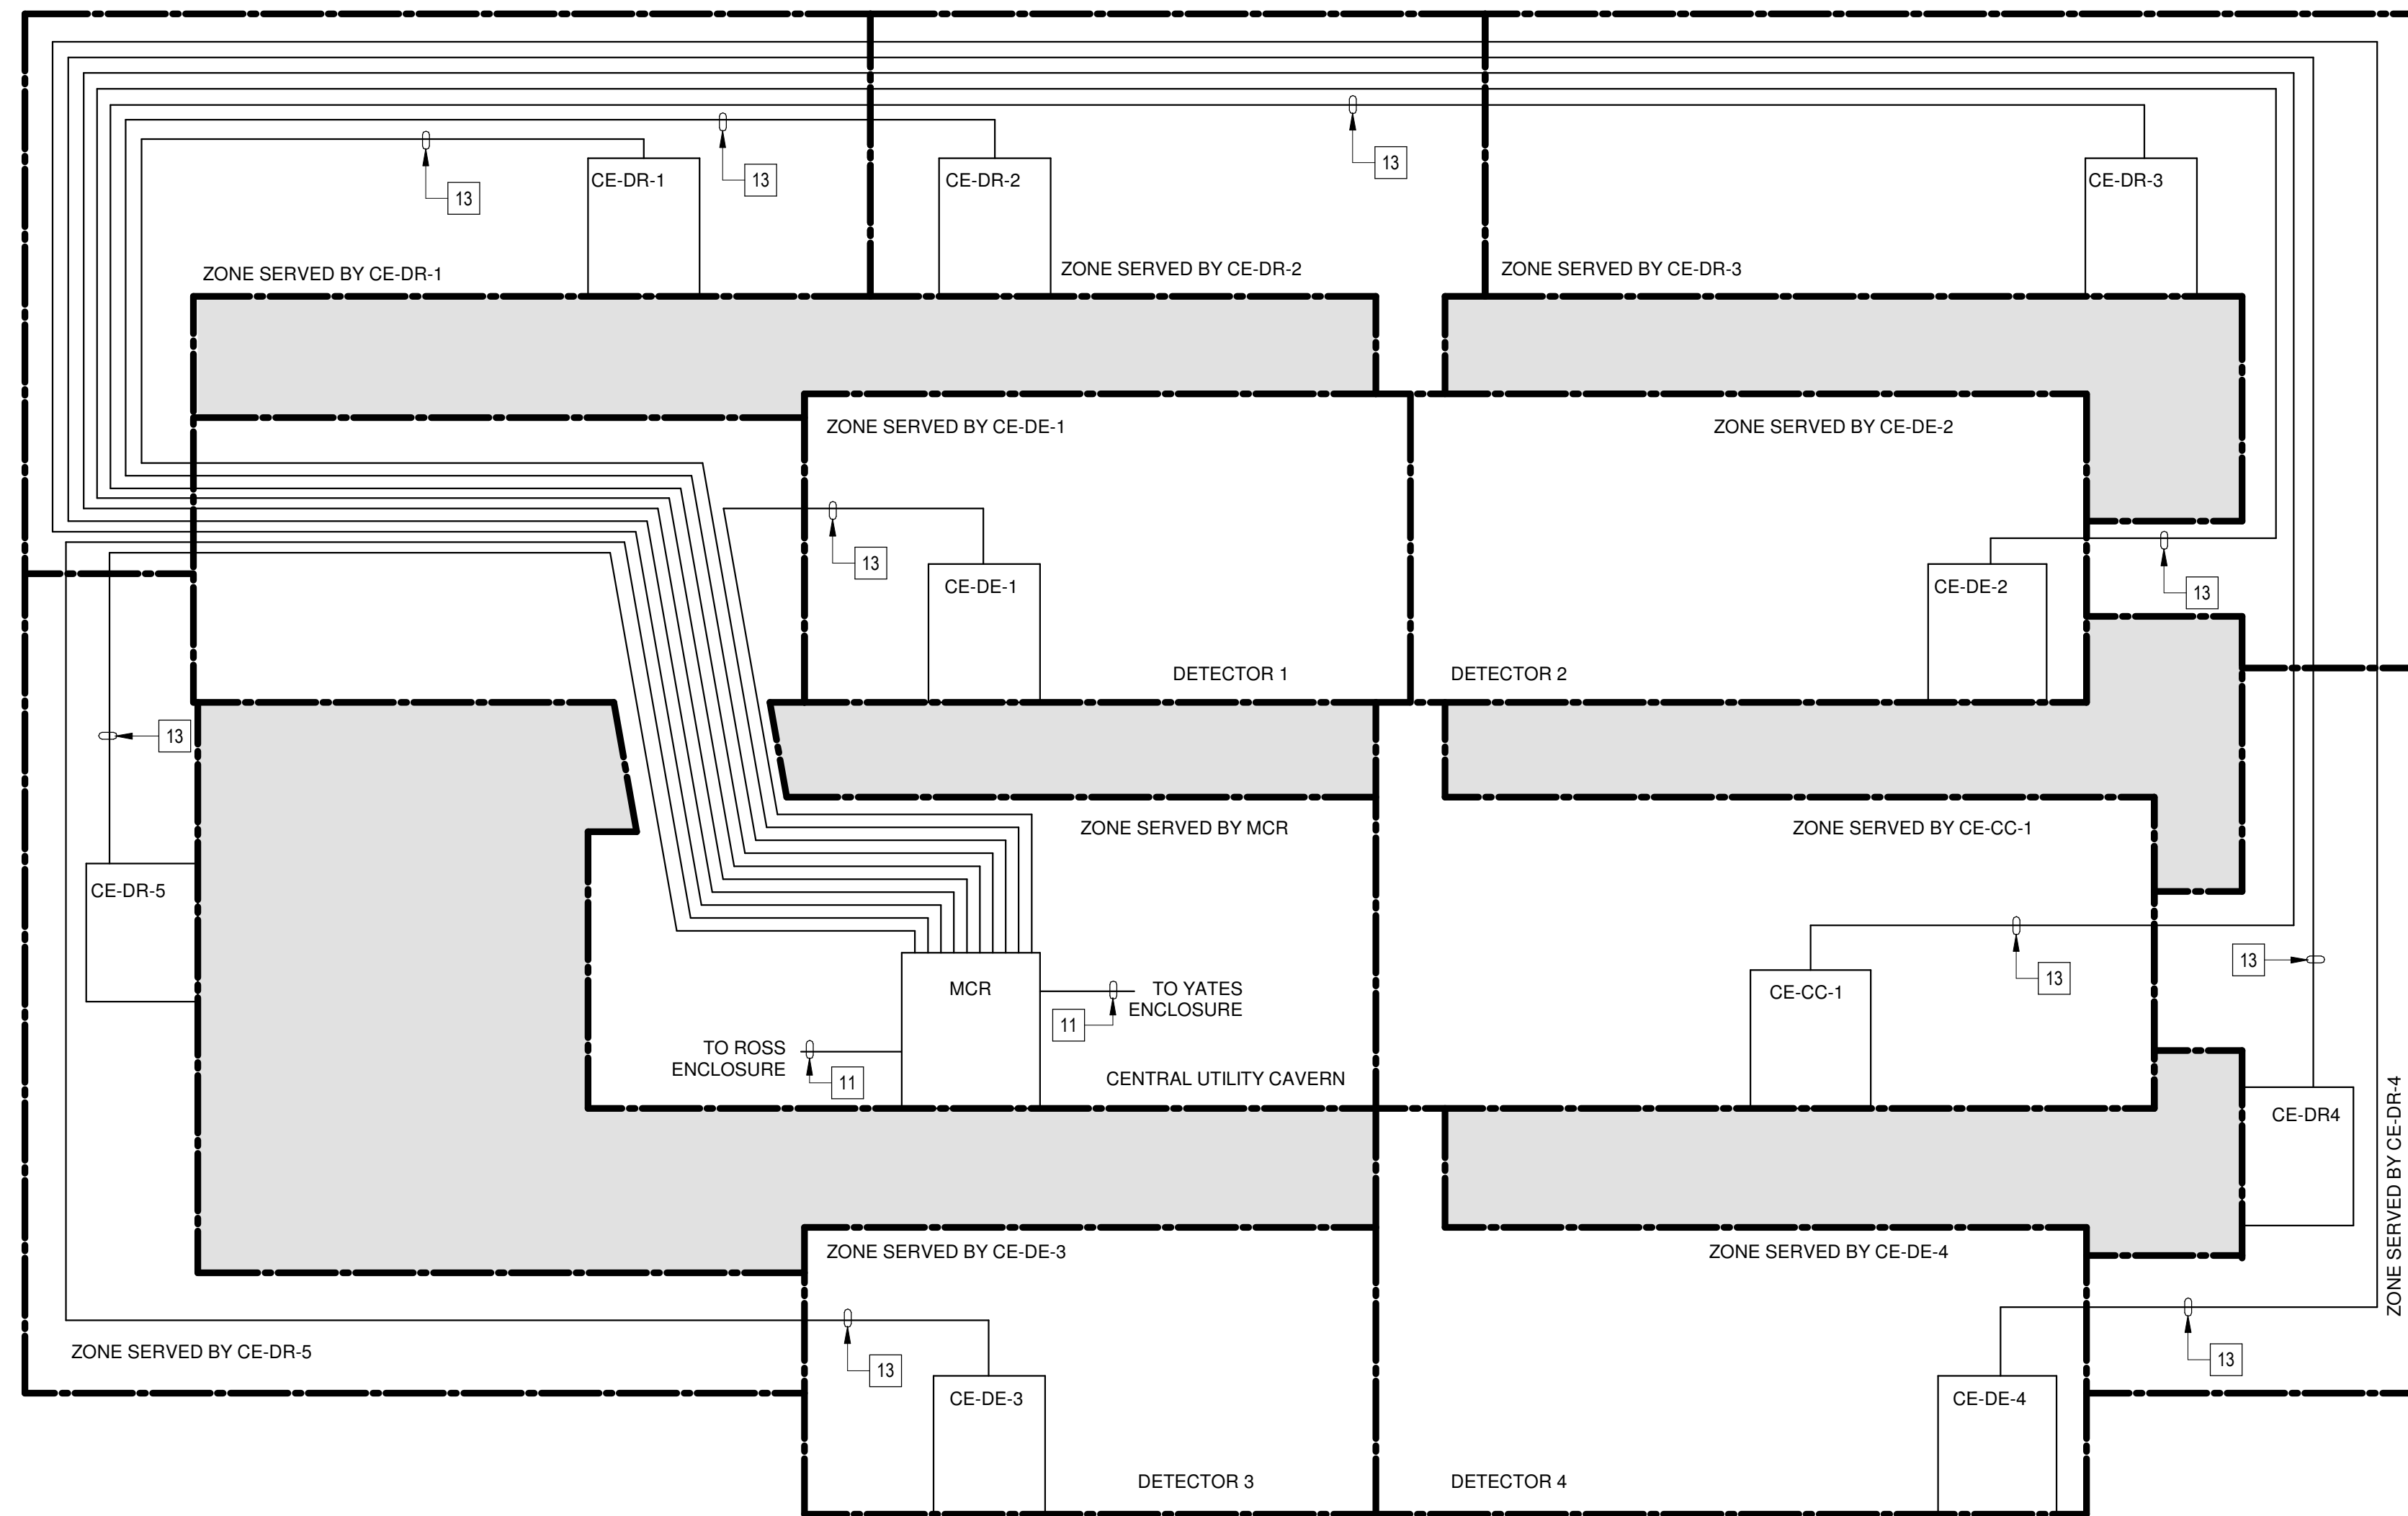 13
13
13
CE-DR-1
CE-DR-2
CE-DR-3
ZONE SERVED BY CE-DR-1
ZONE SERVED BY CE-DR-2
ZONE SERVED BY CE-DR-3
ZONE SERVED BY CE-DE-1
ZONE SERVED BY CE-DE-2
13
CE-DE-1
CE-DE-2
13
DETECTOR 1
DETECTOR 2
13
ZONE SERVED BY MCR
ZONE SERVED BY CE-CC-1
CE-DR-5
13
13
MCR
TO YATES
ENCLOSURE
11
CE-CC-1
TO ROSS
ENCLOSURE
11
CENTRAL UTILITY CAVERN
CE-DR4
ZONE SERVED BY CE-DR-4
ZONE SERVED BY CE-DE-3
ZONE SERVED BY CE-DE-4
ZONE SERVED BY CE-DR-5
13
13
CE-DE-3
CE-DE-4
DETECTOR 3
DETECTOR 4